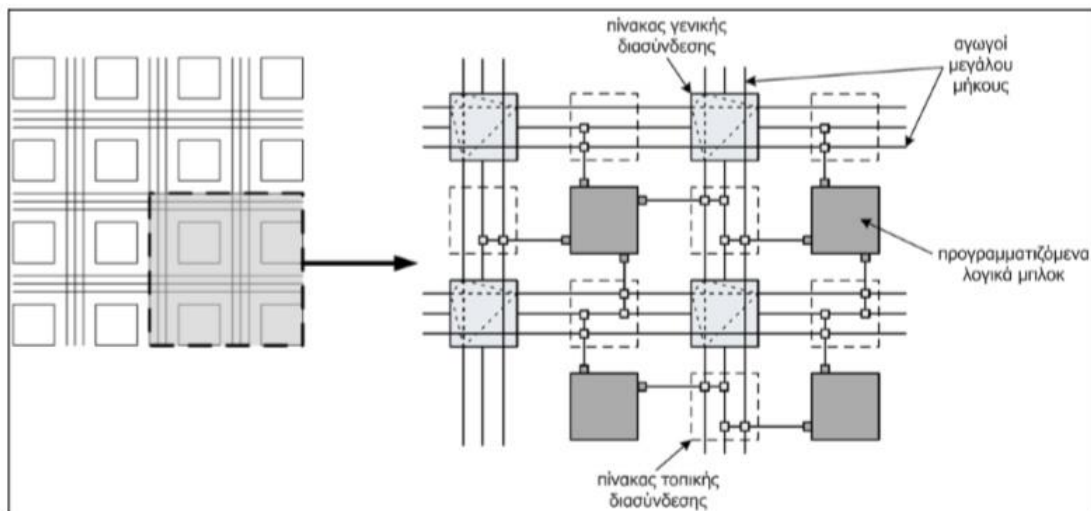 πίνακας γενικής
διασύνδεσης
αγωγοί
μεγάλου
μήκους
προγραμματιζόμενα
λογικά μπλοκ
πίνακας τοπικής
διασύνδεσης